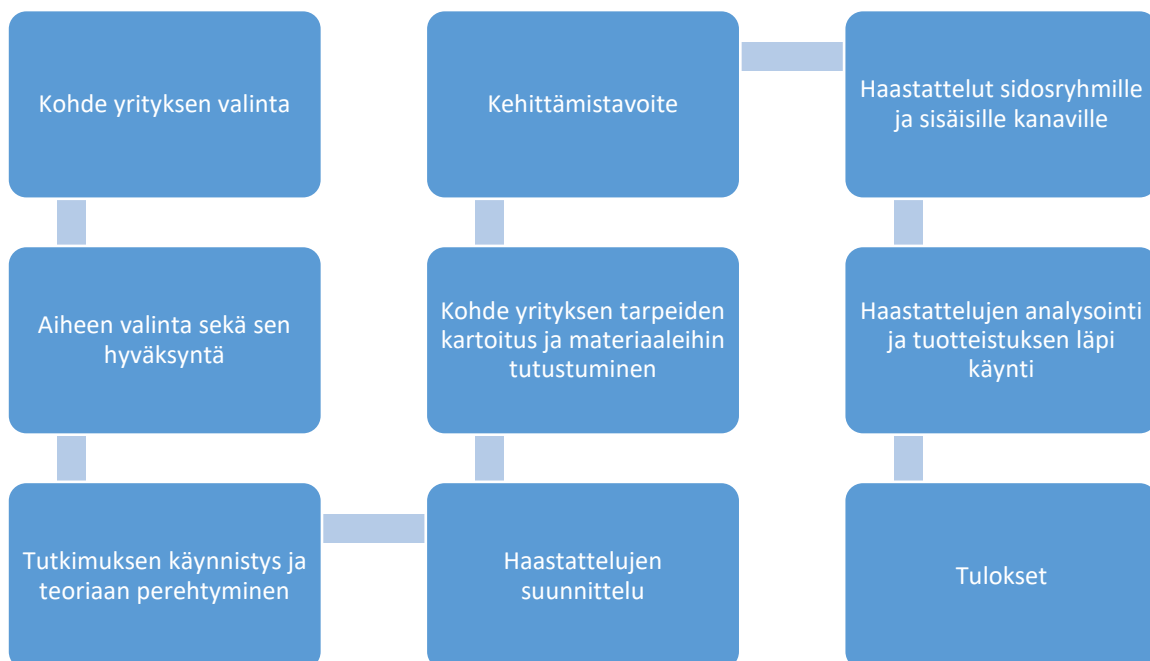 Kohde yrityksen valinta
Aiheen valinta sekä sen
hyväksyntä
Tutkimuksen käynnistys ja
teoriaan perehtyminen
Haastattelujen
suunnittelu
Kohde yrityksen tarpeiden
kartoitus ja materiaaleihin
tutustuminen
Kehittämistavoite
Haastattelut sidosryhmille
ja sisäisille kanaville
Haastattelujen analysointi
ja tuotteistuksen läpi
käynti
Tulokset